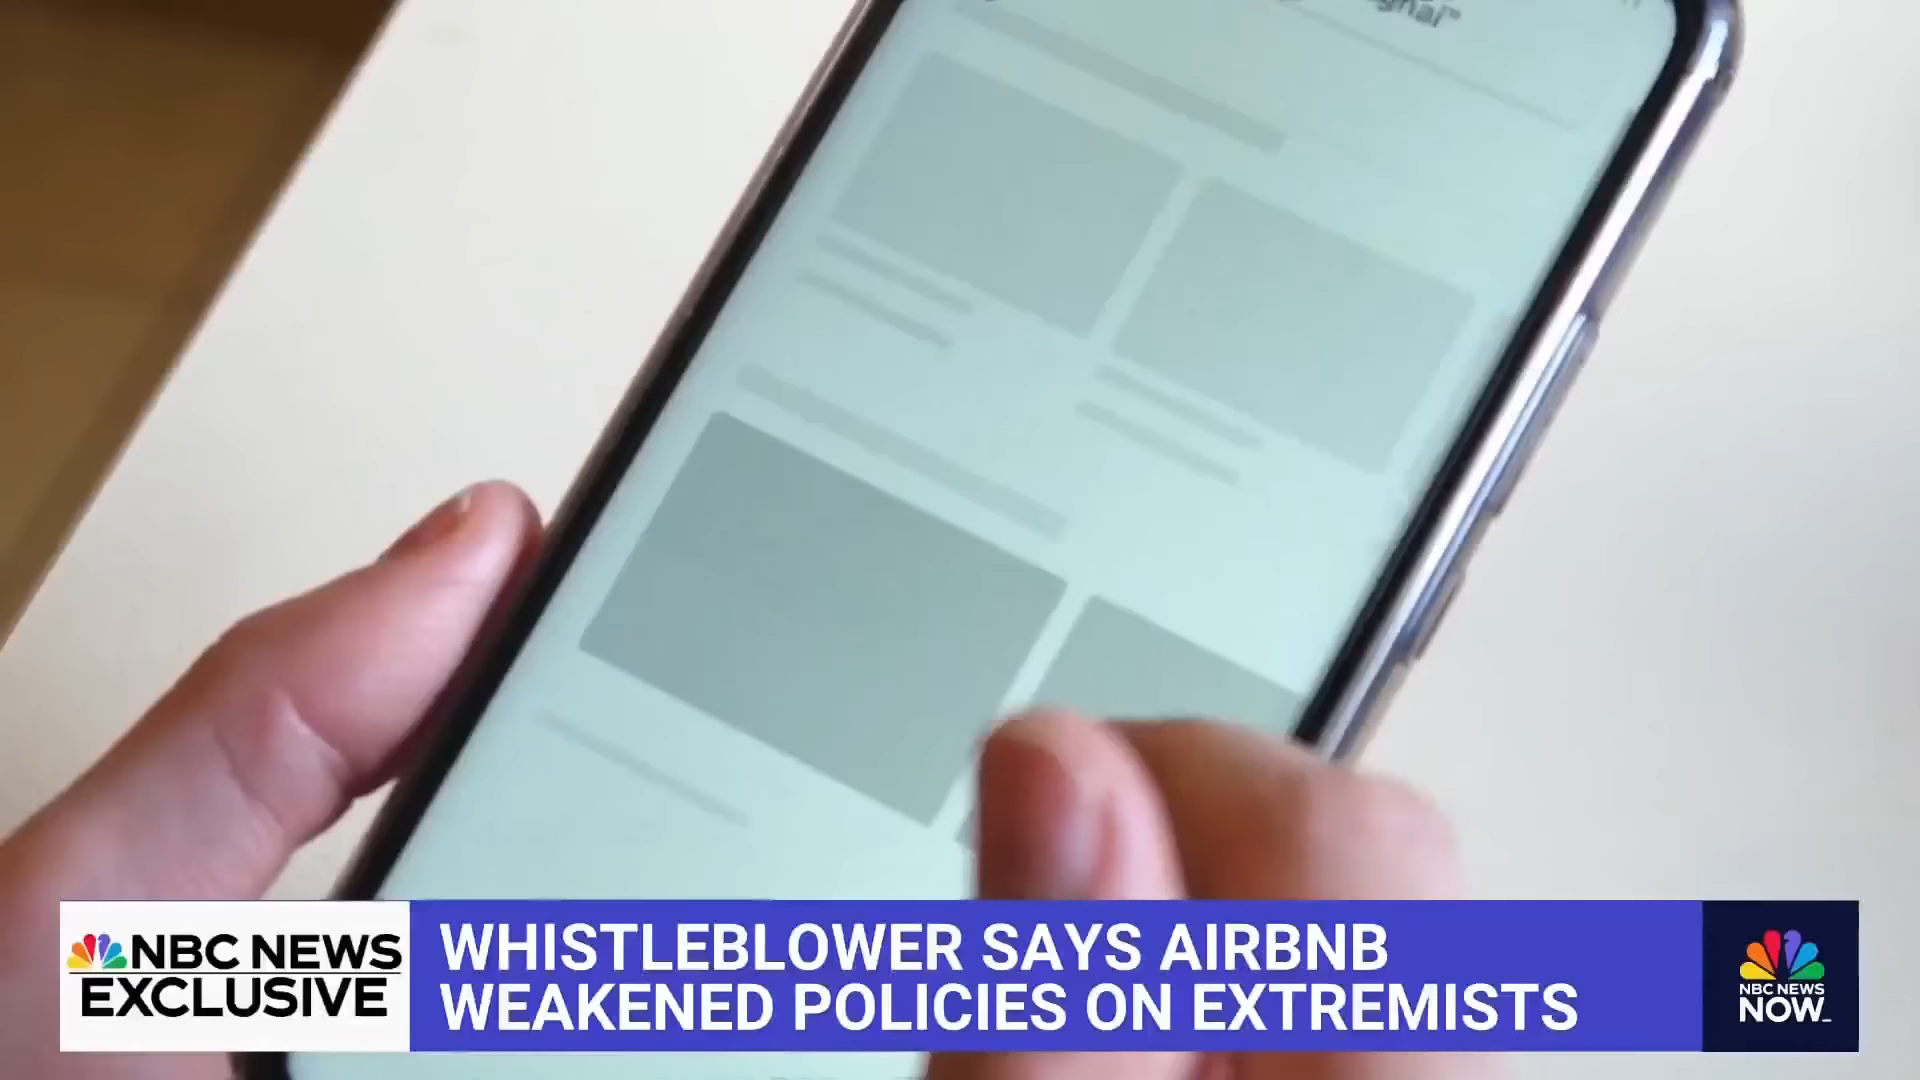 NBC NEWS
EXCLUSIVE
WHISTLEBLOWER SAYS AIRBNB
WEAKENED POLICIES ON EXTREMISTS
NBC NEWS
NOW